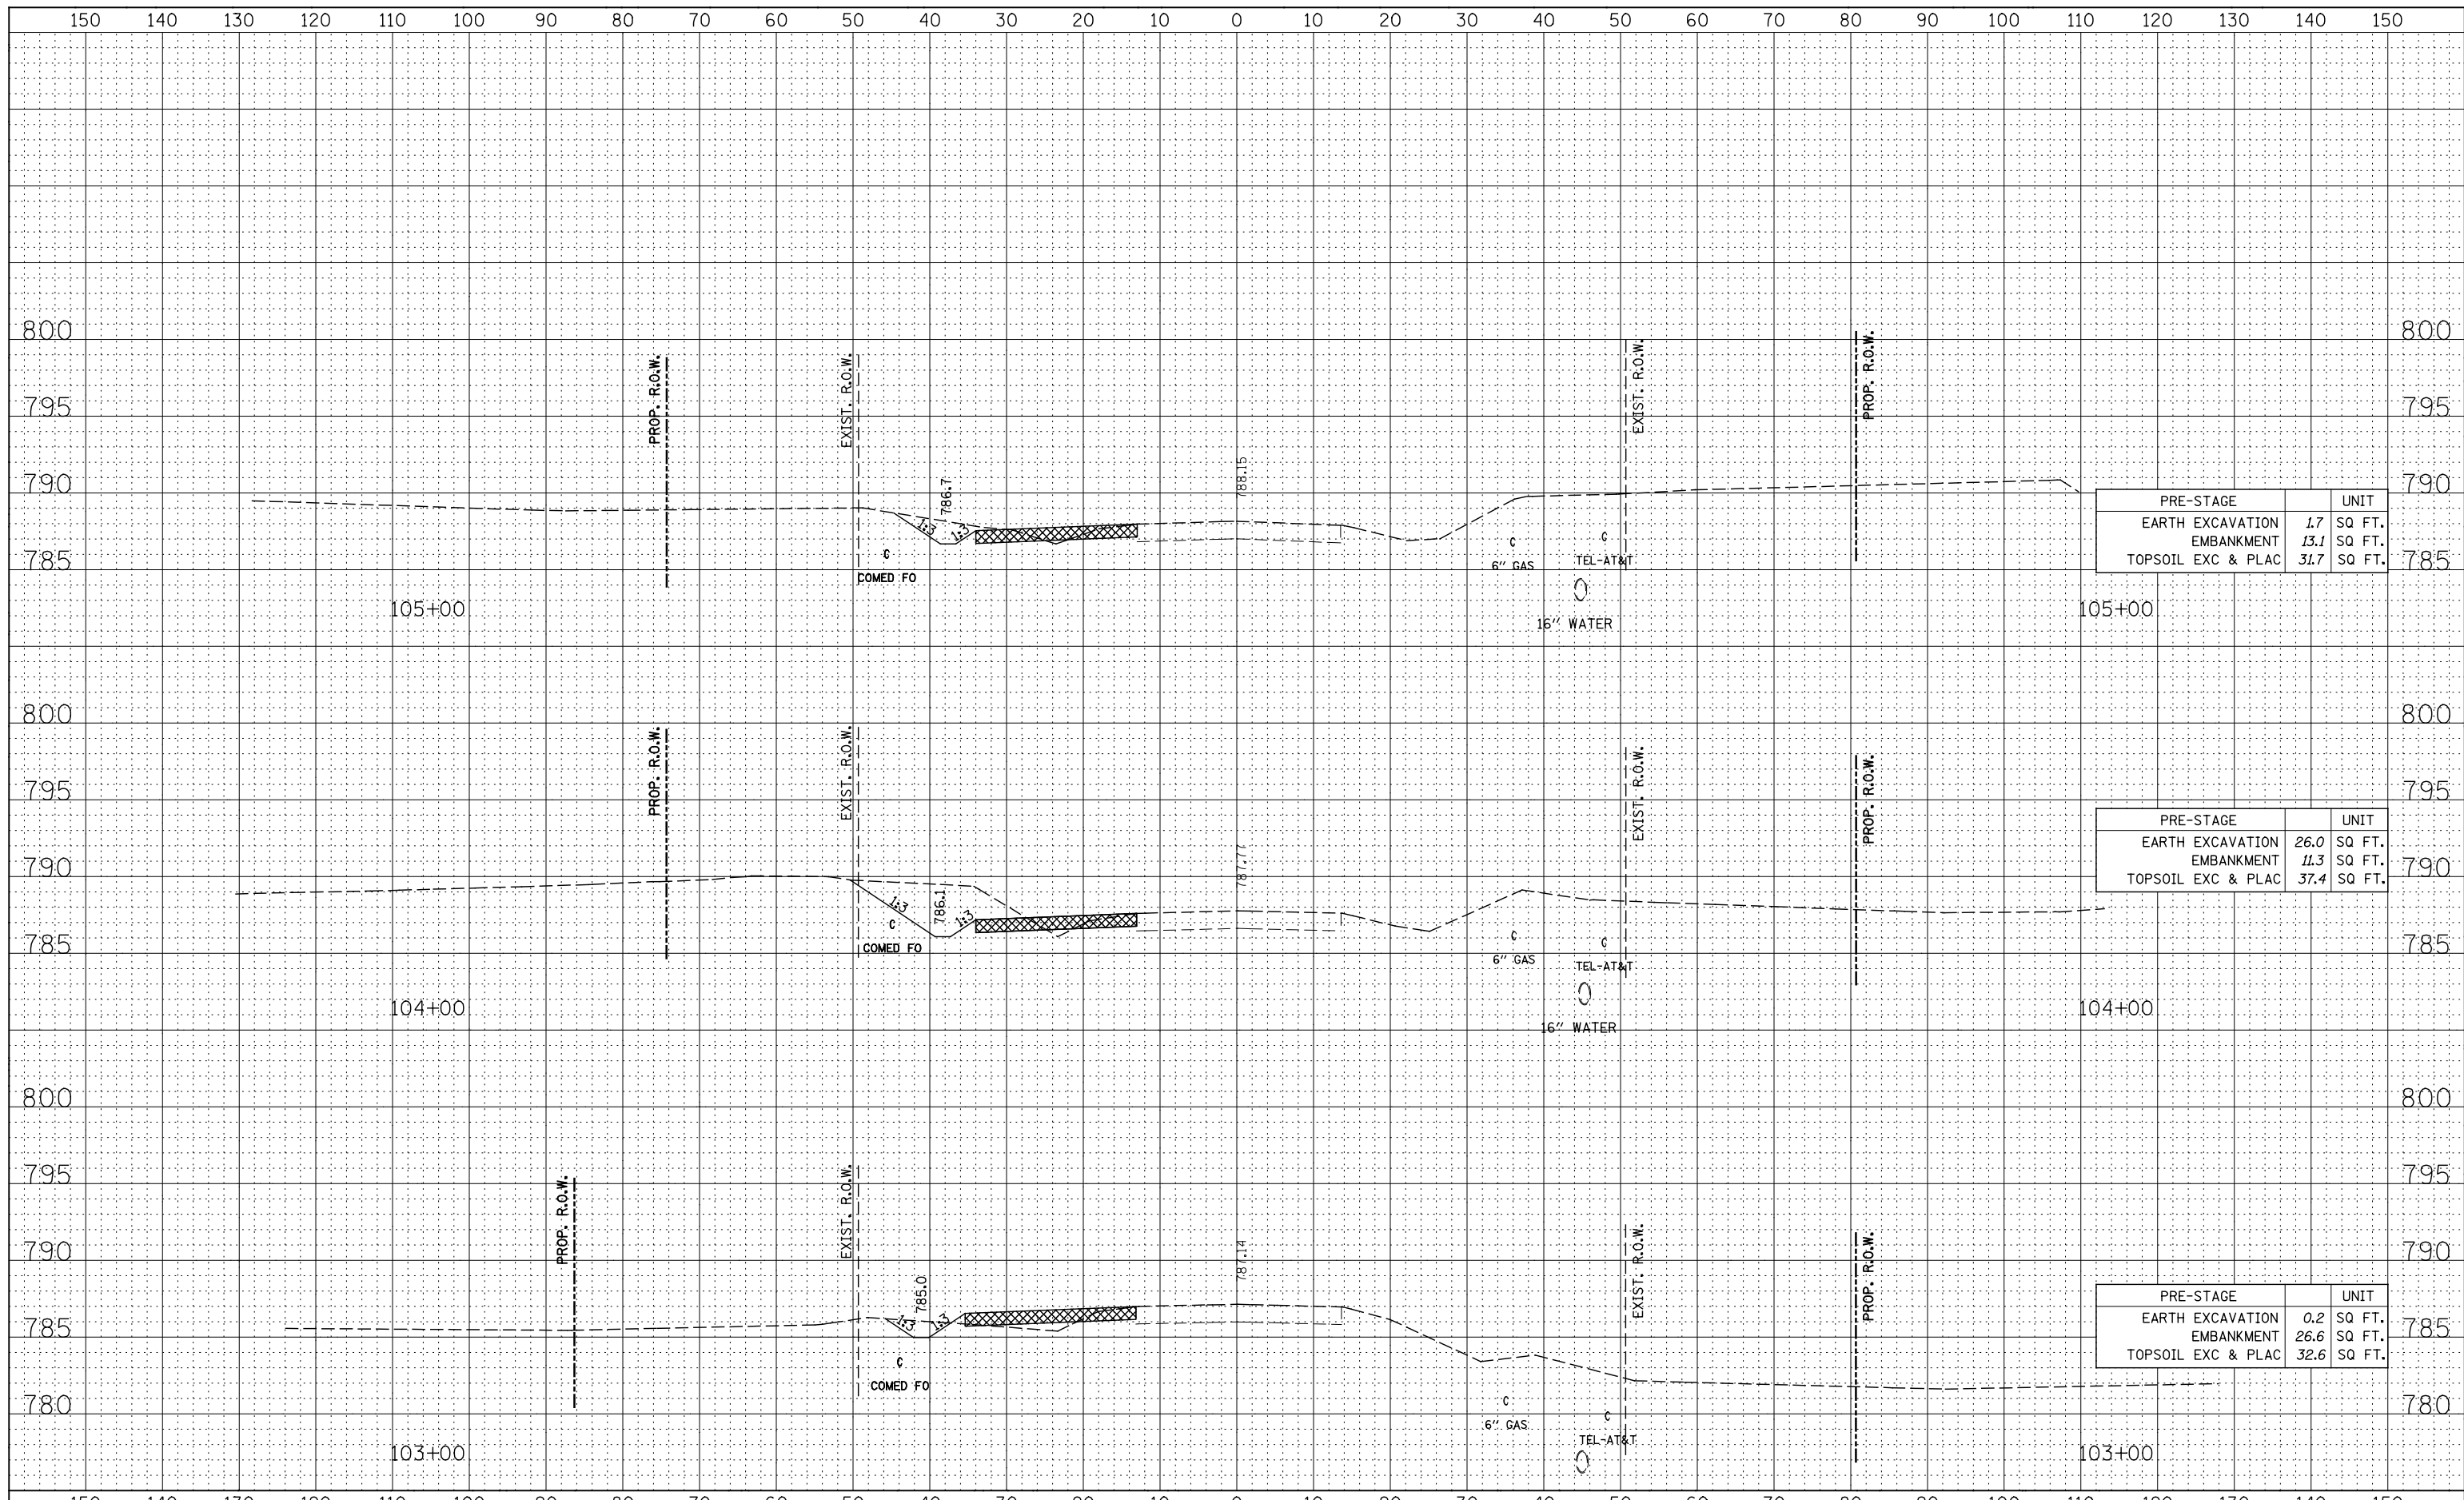 150 140 130 120 110 100 90 80 70 60 50 40 30 20 10 0 10 20 30 40 50 60 70 80 90 100 110 120 130 140 150
800 800
PROP. R.O.W.
EXIST. R.O.W.
EXIST. R.O.W.
PROP. R.O.W.
795 795
790 790
786.7
788.15
1:3
1:3
785 785
COMED FO
6" GAS
TEL-AT&T
16" WATER
PRE-STAGE UNIT
EARTH EXCAVATION 1.7 SQ FT.
EMBANKMENT 13.1 SQ FT.
TOPSOIL EXC & PLAC 31.7 SQ FT.
105+00 105+00
800 800
PROP. R.O.W.
EXIST. R.O.W.
EXIST. R.O.W.
PROP. R.O.W.
795 795
790 790
786.1
787.77
1:3
1:3
785 785
COMED FO
6" GAS
TEL-AT&T
16" WATER
PRE-STAGE UNIT
EARTH EXCAVATION 26.0 SQ FT.
EMBANKMENT 11.3 SQ FT.
TOPSOIL EXC & PLAC 37.4 SQ FT.
104+00 104+00
800 800
795 795
PROP. R.O.W.
EXIST. R.O.W.
EXIST. R.O.W.
PROP. R.O.W.
790 790
785.0
787.14
1:3
1:3
785 785
COMED FO
PRE-STAGE UNIT
EARTH EXCAVATION 0.2 SQ FT.
EMBANKMENT 26.6 SQ FT.
TOPSOIL EXC & PLAC 32.6 SQ FT.
780 780
6" GAS
TEL-AT&T
103+00 103+00